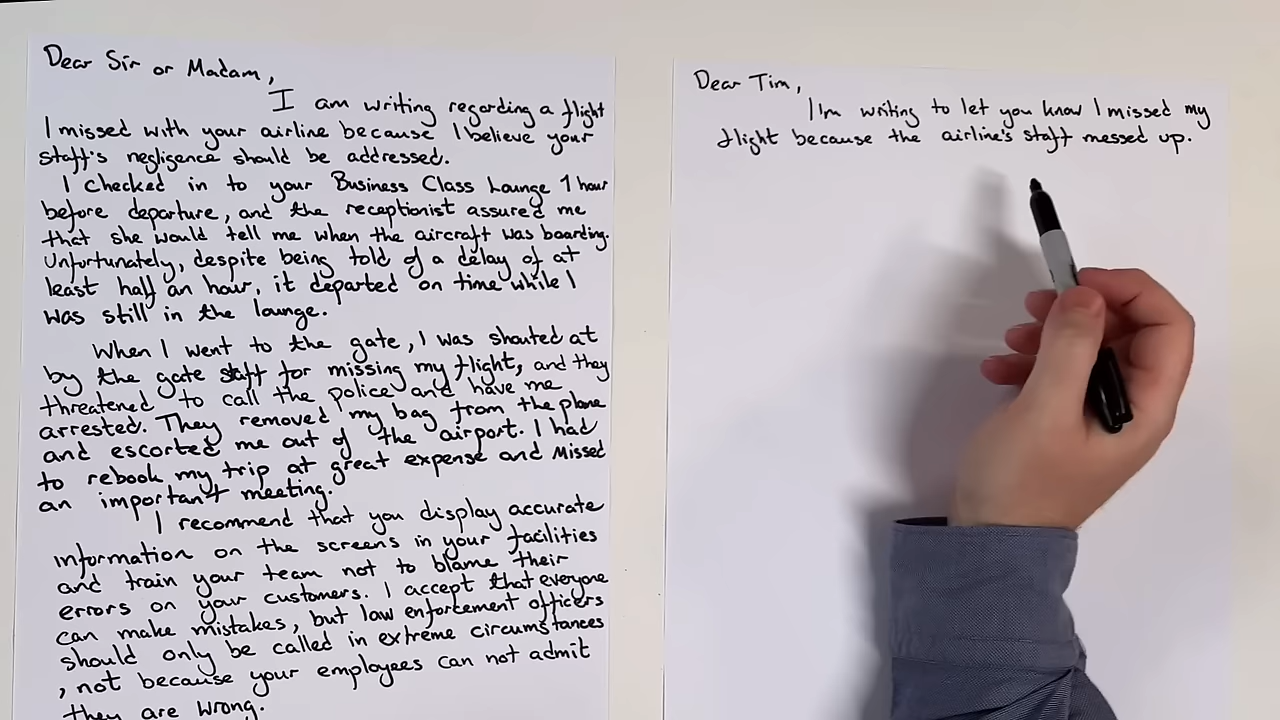 Dear Sir or Madam,
I am writing regarding a flight
I missed with your airline because I believe your
staff's negligence should be addressed.
I checked in to your Business Class Lounge 1 hour
before departure, and the receptionist assured me
that she would tell me when the aircraft was boarding.
Unfortunately, despite being told of a delay of at
least half an hour, it departed on time while I
was still in the lounge.
When I went to the gate, I was shouted at
by the gate staff for missing my flight, and they
threatened to call the police and have me
arrested. They removed my bag from the plane
and escorted me out of the airport. I had
to rebook my trip at great expense and missed
an important meeting.
I recommend that you display accurate
information on the screens in your facilities
and train your team not to blame their
errors on your customers. I accept that everyone
can make mistakes, but law enforcement officers
should only be called in extreme circumstances
, not because your employees can not admit
they are wrong.
Dear Tim,
I'm writing to let you know I missed my
flight because the airline's staff messed up.